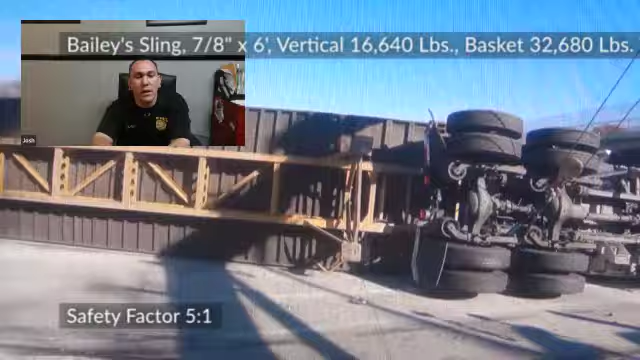 Bailey's Sling, 7/8" x 6', Vertical 16,640 Lbs., Basket 32,680 Lbs.
Josh
Safety Factor 5:1